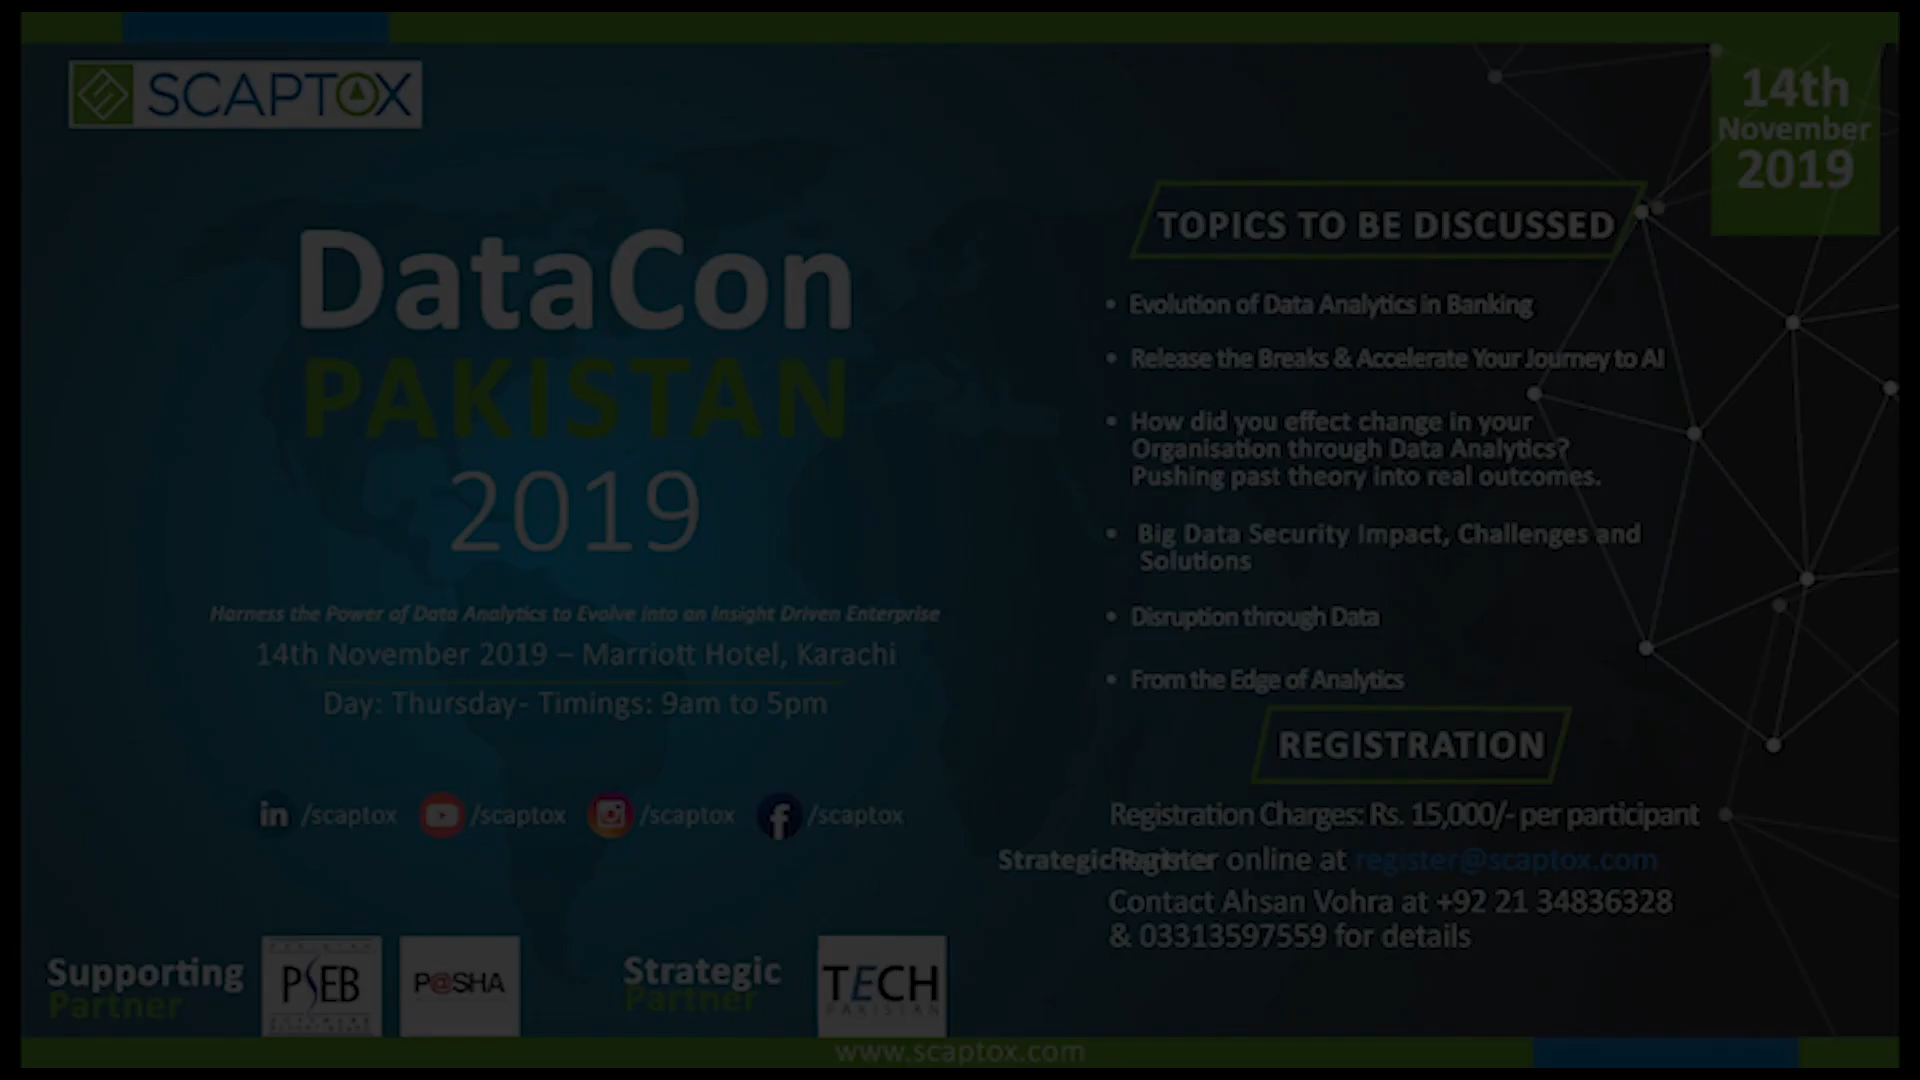 SCAPTOX
14th
November
2019
DataCon
PAKISTAN
2019
Harness the Power of Data Analytics to Evolve into an Insight Driven Enterprise
14th November 2019 – Marriott Hotel, Karachi
Day: Thursday- Timings: 9am to 5pm
in /scaptox /scaptox /scaptox f /scaptox
Supporting
Partner
PSEB
P@SHA
Strategic
Partner
TECH
PAKISTAN
TOPICS TO BE DISCUSSED
• Evolution of Data Analytics in Banking
• Release the Breaks & Accelerate Your Journey to AI
• How did you effect change in your
Organisation through Data Analytics?
Pushing past theory into real outcomes.
• Big Data Security Impact, Challenges and
Solutions
• Disruption through Data
• From the Edge of Analytics
REGISTRATION
Registration Charges: Rs. 15,000/- per participant
Strategic Partner
Register online at register@scaptox.com
Contact Ahsan Vohra at +92 21 34836328
& 03313597559 for details
www.scaptox.com